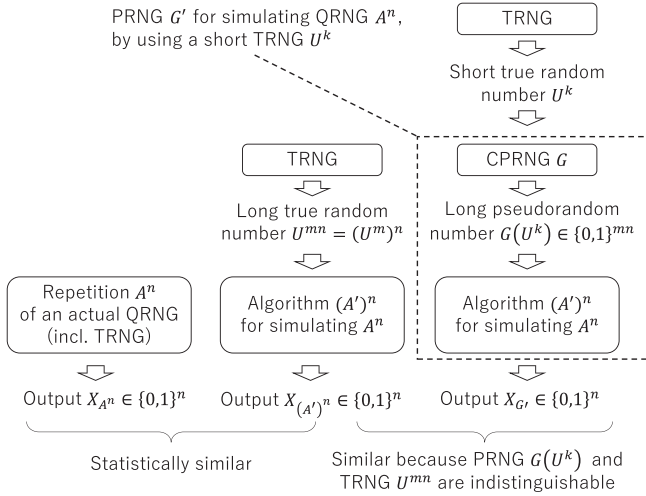 PRNG G′ for simulating QRNG Aⁿ,
by using a short TRNG Uᵏ
TRNG
Short true random
number Uᵏ
TRNG
CPRNG G
Long true random
number Uᵐⁿ = (Uᵐ)ⁿ
Long pseudorandom
number G(Uᵏ) ∈ {0,1}ᵐⁿ
Repetition Aⁿ
of an actual QRNG
(incl. TRNG)
Algorithm (A′)ⁿ
for simulating Aⁿ
Algorithm (A′)ⁿ
for simulating Aⁿ
Output X_{Aⁿ} ∈ {0,1}ⁿ
Output X_{(A′)ⁿ} ∈ {0,1}ⁿ
Output X_{G′} ∈ {0,1}ⁿ
Statistically similar
Similar because PRNG G(Uᵏ) and
TRNG Uᵐⁿ are indistinguishable